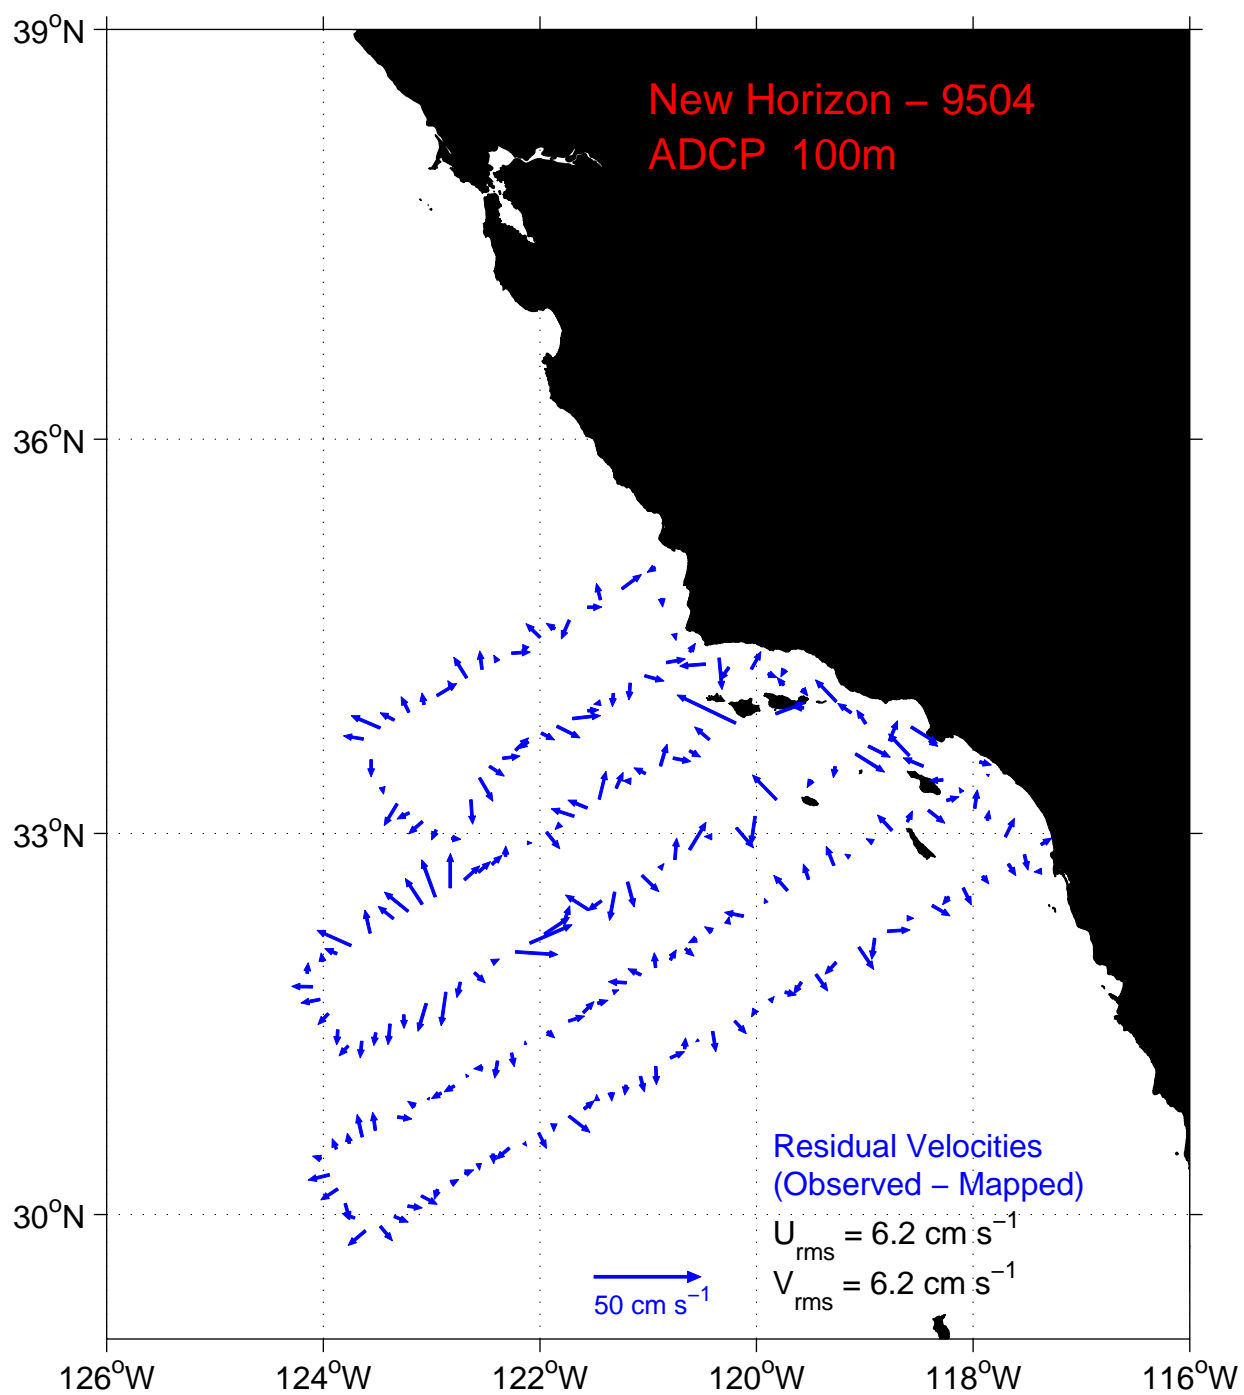 39°N
New Horizon – 9504
ADCP 100m
36°N
33°N
Residual Velocities
(Observed – Mapped)
30°N
U_rms = 6.2 cm s⁻¹
V_rms = 6.2 cm s⁻¹
50 cm s⁻¹
126°W 124°W 122°W 120°W 118°W 116°W